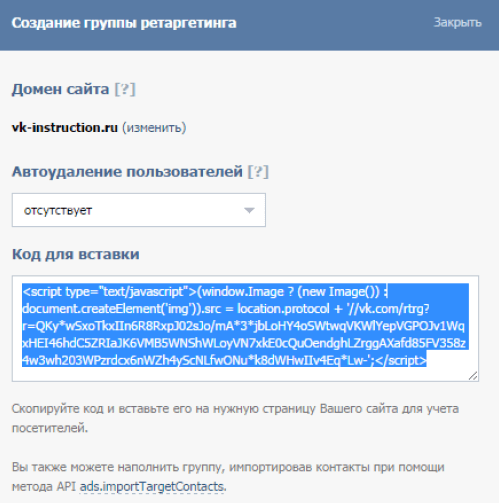 Создание группы ретаргетинга Закрыть
Домен сайта [?]
vk-instruction.ru (изменить)
Автоудаление пользователей [?]
отсутствует
Код для вставки
<script type="text/javascript">(window.Image ? (new Image()) :
document.createElement('img')).src = location.protocol + '//vk.com/rtrg?
r=QKy*wSxoTkxIIn6R8RxpJ02sJo/mA*3*jbLoHY4oSWtwqVKWlYepVGPOJv1Wq
xHEI46hdC5ZRIaJK6VMB5WNShWLoyVN7xkE0cQuOendghLZrggAXafd85FV358z
4w3wh203WPzrdcx6nWZh4yScNLfwONu*k8dWHwIIv4Eq*Lw-';</script>
Скопируйте код и вставьте его на нужную страницу Вашего сайта для учета
посетителей.
Вы также можете наполнить группу, импортировав контакты при помощи
метода API ads.importTargetContacts.